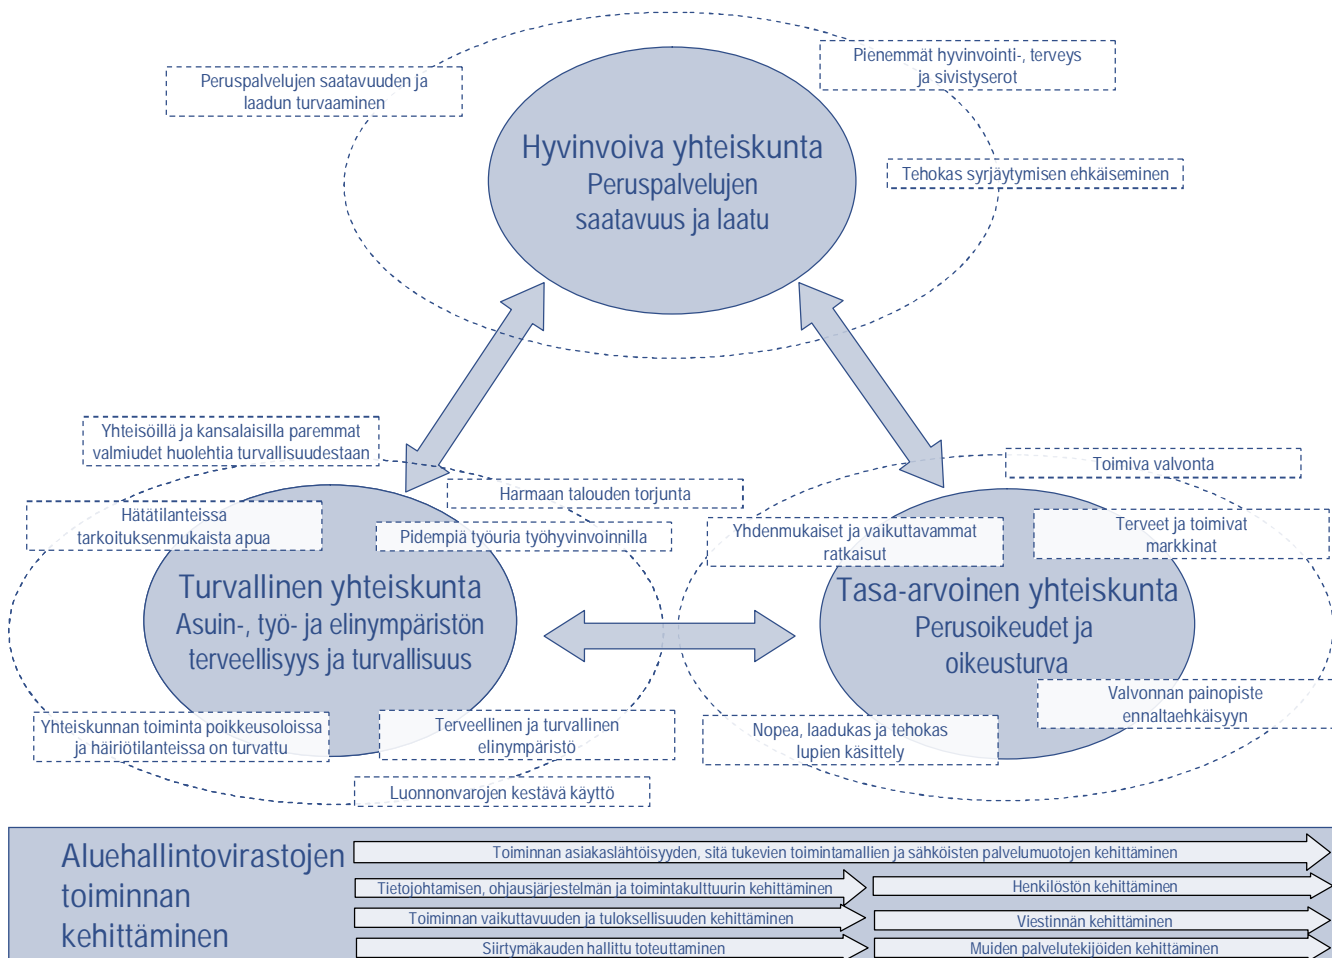 Peruspalvelujen saatavuuden ja
laadun turvaaminen
Pienemmät hyvinvointi-, terveys
ja sivistyserot
Hyvinvoiva yhteiskunta
Peruspalvelujen
saatavuus ja laatu
Tehokas syrjäytymisen ehkäiseminen
Yhteisöillä ja kansalaisilla paremmat
valmiudet huolehtia turvallisuudestaan
Harmaan talouden torjunta
Hätätilanteissa
tarkoituksenmukaista apua
Pidempiä työuria työhyvinvoinnilla
Turvallinen yhteiskunta
Asuin-, työ- ja elinympäristön
terveellisyys ja turvallisuus
Yhteiskunnan toiminta poikkeusoloissa
ja häiriötilanteissa on turvattu
Terveellinen ja turvallinen
elinympäristö
Luonnonvarojen kestävä käyttö
Toimiva valvonta
Yhdenmukaiset ja vaikuttavammat
ratkaisut
Terveet ja toimivat
markkinat
Tasa-arvoinen yhteiskunta
Perusoikeudet ja
oikeusturva
Valvonnan painopiste
ennaltaehkäisyyn
Nopea, laadukas ja tehokas
lupien käsittely
Aluehallintovirastojen
toiminnan
kehittäminen
Toiminnan asiakaslähtöisyyden, sitä tukevien toimintamallien ja sähköisten palvelumuotojen kehittäminen
Tietojohtamisen, ohjausjärjestelmän ja toimintakulttuurin kehittäminen
Henkilöstön kehittäminen
Toiminnan vaikuttavuuden ja tuloksellisuuden kehittäminen
Viestinnän kehittäminen
Siirtymäkauden hallittu toteuttaminen
Muiden palvelutekijöiden kehittäminen